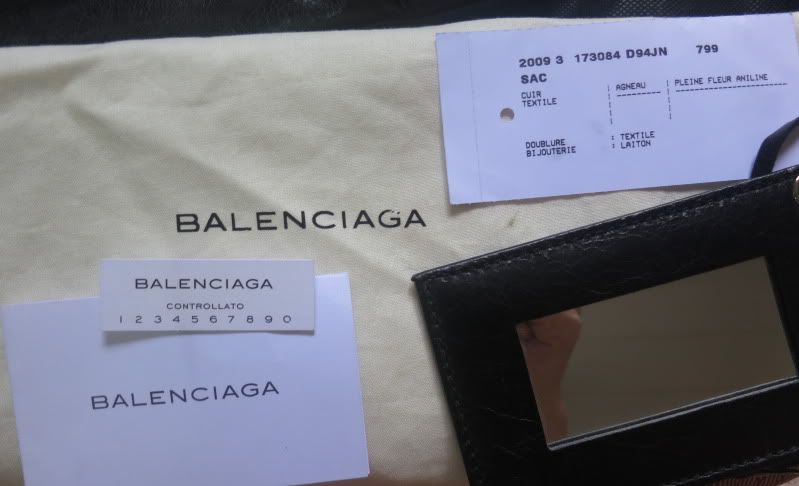 2009 3 173084 D94JN 799
SAC
CUIR | AGNEAU | PLEINE FLEUR ANILINE
TEXTILE
DOUBLURE : TEXTILE
BIJOUTERIE : LAITON
BALENCIAGA
BALENCIAGA
CONTROLLATO
1 2 3 4 5 6 7 8 9 0
BALENCIAGA